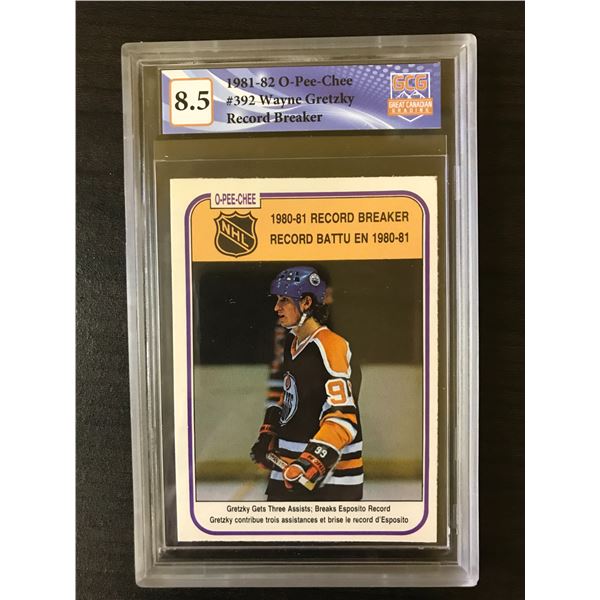 8.5
1981-82 O-Pee-Chee
#392 Wayne Gretzky
Record Breaker
GCG
GREAT CANADIAN
GRADING
O-PEE-CHEE
NHL
1980-81 RECORD BREAKER
RECORD BATTU EN 1980-81
9
99
Gretzky Gets Three Assists; Breaks Esposito Record
Gretzky contribue trois assistances et brise le record d'Esposito